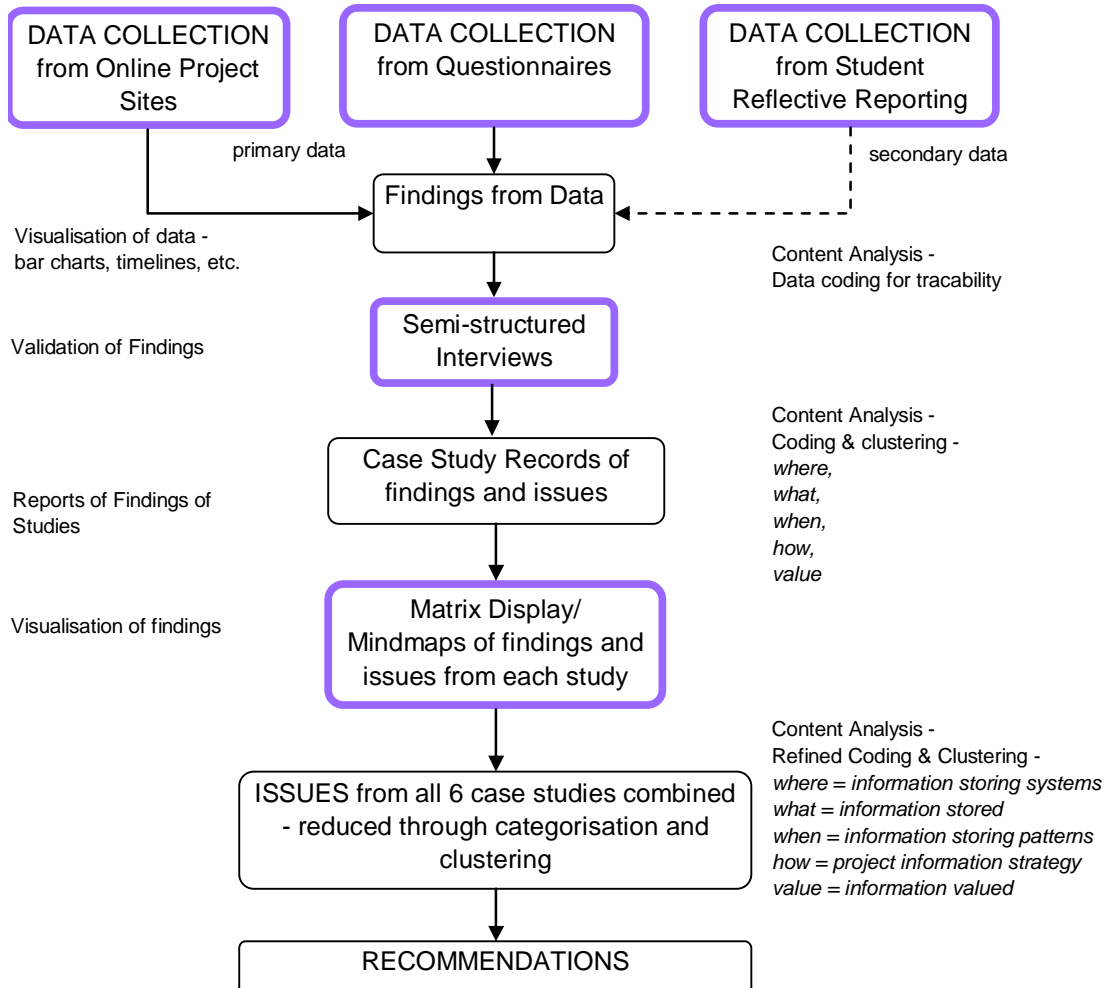 DATA COLLECTION
from Online Project
Sites
DATA COLLECTION
from Questionnaires
DATA COLLECTION
from Student
Reflective Reporting
primary data
secondary data
Findings from Data
Visualisation of data -
bar charts, timelines, etc.
Content Analysis -
Data coding for tracability
Semi-structured
Interviews
Validation of Findings
Case Study Records of
findings and issues
Content Analysis -
Coding & clustering -
where,
what,
when,
how,
value
Reports of Findings of
Studies
Matrix Display/
Mindmaps of findings and
issues from each study
Visualisation of findings
Content Analysis -
Refined Coding & Clustering -
where = information storing systems
what = information stored
when = information storing patterns
how = project information strategy
value = information valued
ISSUES from all 6 case studies combined
- reduced through categorisation and
clustering
RECOMMENDATIONS